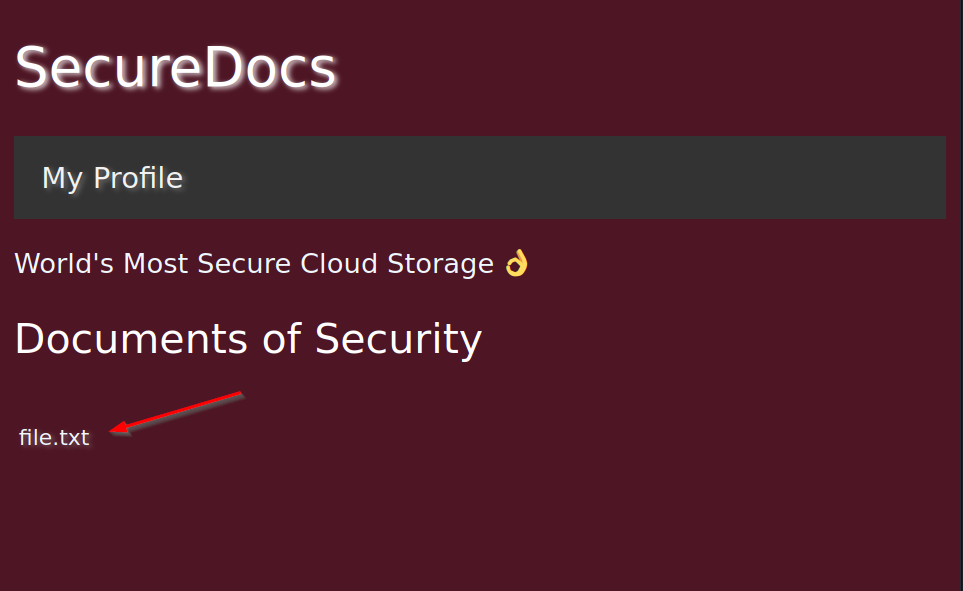 SecureDocs
My Profile
World's Most Secure Cloud Storage 👌
Documents of Security
file.txt